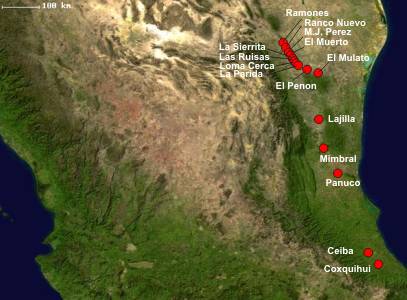 100 km
Ramones
Ranco Nuevo
M.J. Perez
El Muerto
La Sierrita
Las Ruisas
Loma Cerca
La Parida
El Mulato
El Penon
Lajilla
Mimbral
Panuco
Ceiba
Coxquihui